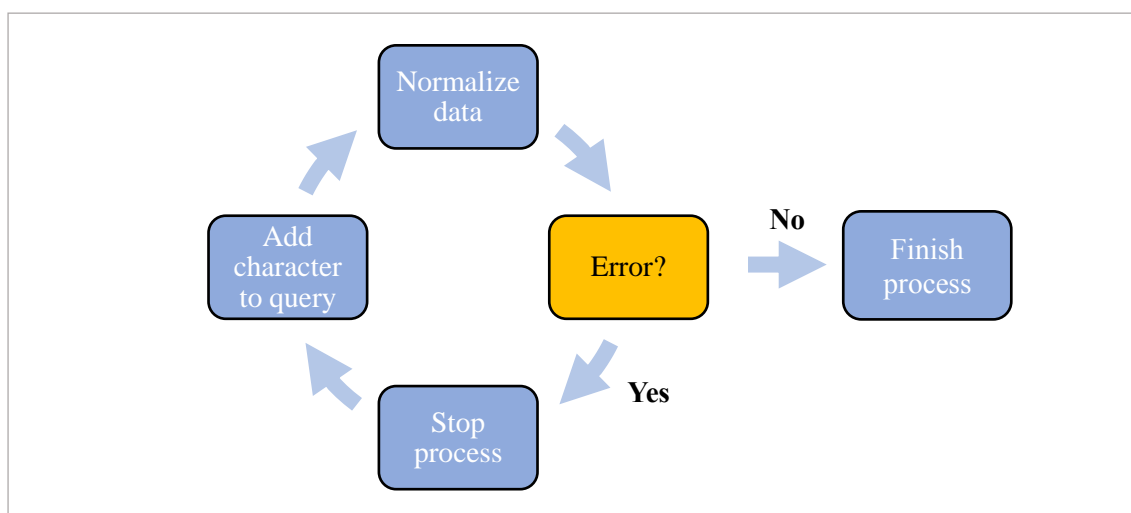 Normalize
data
Add
character
to query
Error?
No
Finish
process
Yes
Stop
process